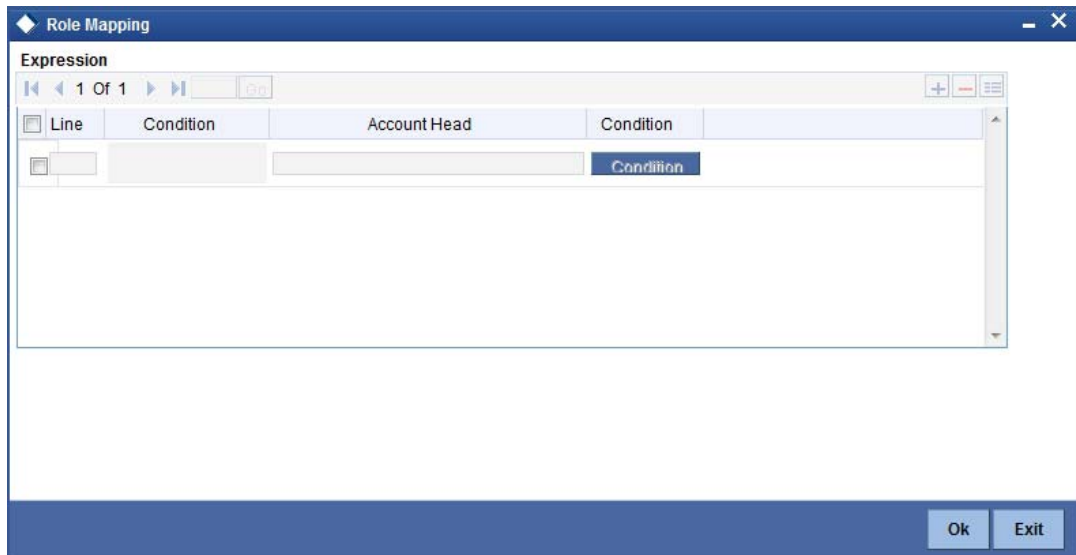 Role Mapping
Expression
1 Of 1 Go
Line Condition Account Head Condition
Condition
Ok Exit